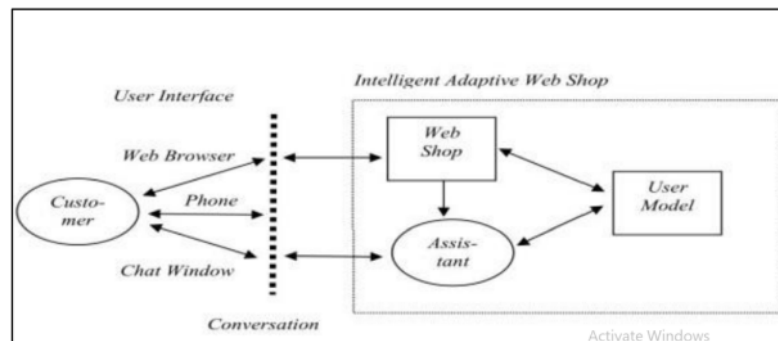 Intelligent Adaptive Web Shop
User Interface
Web
Shop
Web Browser
User
Model
Custo-
mer
Phone
Assis-
tant
Chat Window
Conversation
Activate Windows